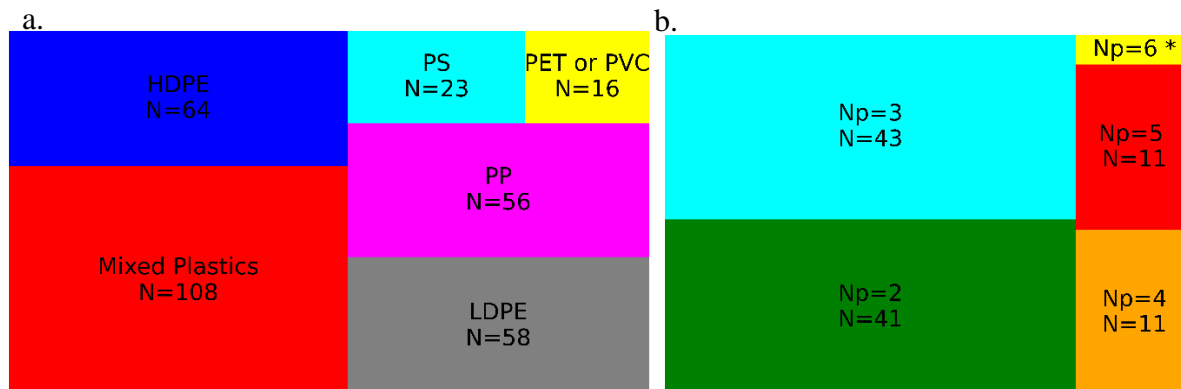 a.
HDPE
N=64
PS
N=23
PET or PVC
N=16
PP
N=56
Mixed Plastics
N=108
LDPE
N=58
b.
Np=3
N=43
Np=6 *
Np=5
N=11
Np=2
N=41
Np=4
N=11